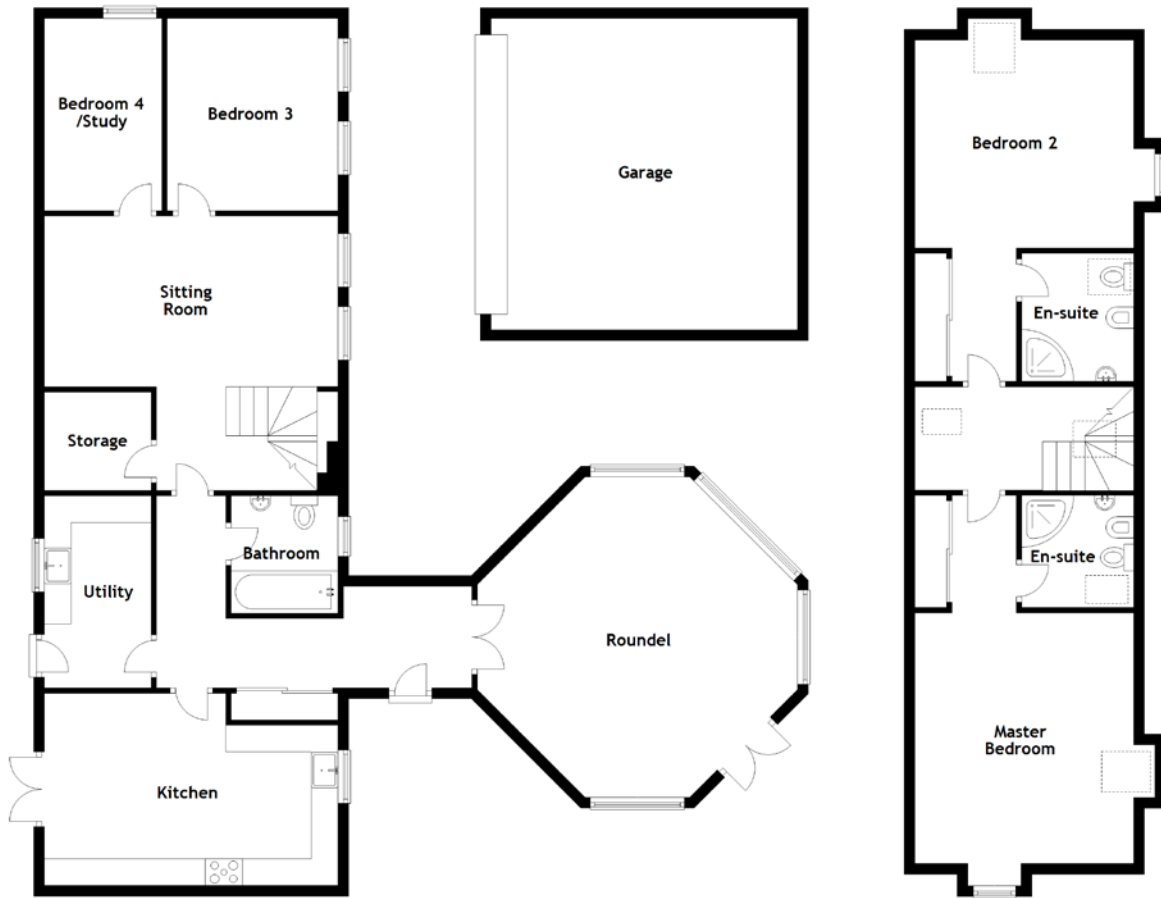 Bedroom 4
/Study
Bedroom 3
Garage
Bedroom 2
Sitting
Room
En-suite
Storage
Bathroom
En-suite
Utility
Roundel
Master
Bedroom
Kitchen